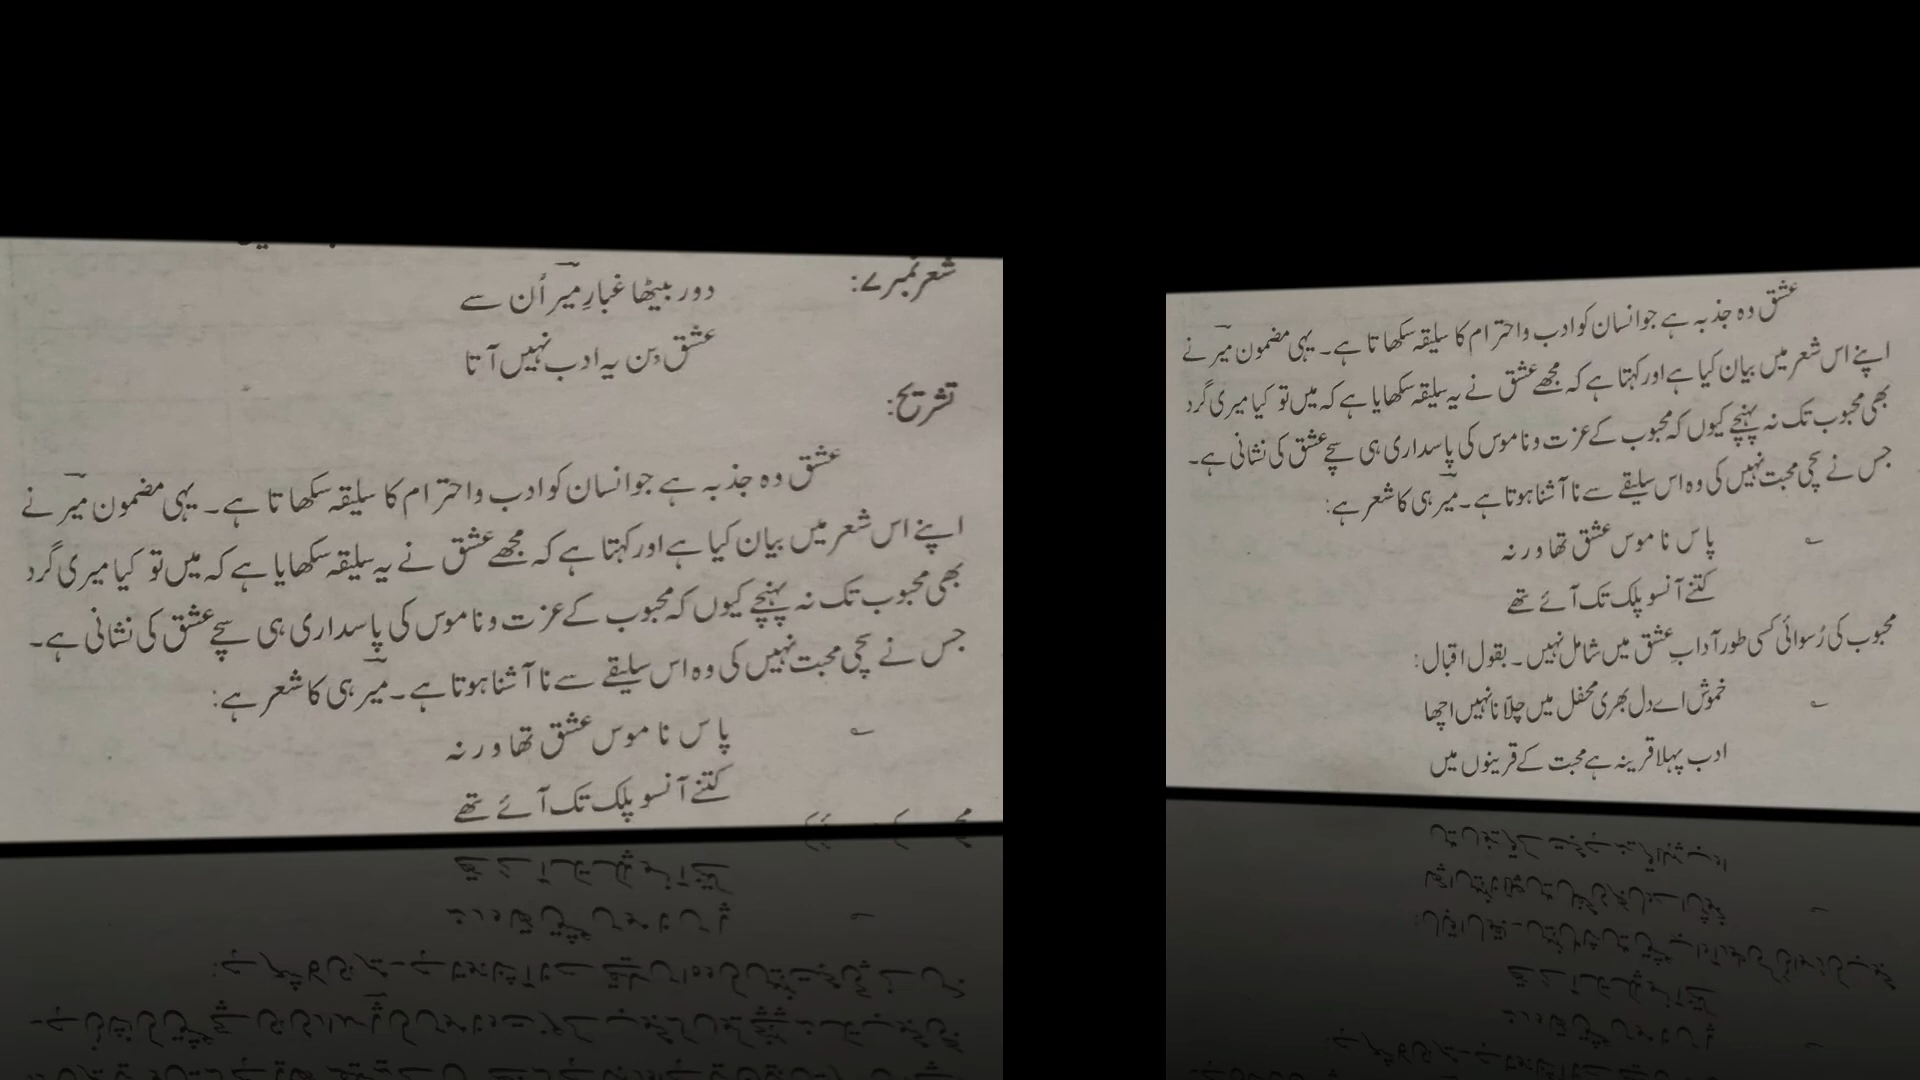 شعر نمبر ۷:
دور بیٹھا غبارِ میرؔ اُن سے
عشق بِن یہ ادب نہیں آتا
تشریح:
عشق وہ جذبہ ہے جو انسان کو ادب و احترام کا سلیقہ سکھاتا ہے۔ یہی مضمون میرؔ نے
اپنے اس شعر میں بیان کیا ہے اور کہتا ہے کہ مجھے عشق نے یہ سلیقہ سکھایا ہے کہ میں تو کیا میری گرد
بھی محبوب تک نہ پہنچے کیوں کہ محبوب کے عزت و ناموس کی پاسداری ہی سچے عشق کی نشانی ہے۔
جس نے سچی محبت نہیں کی وہ اس سلیقے سے نا آشنا ہوتا ہے۔ میرؔ ہی کا شعر ہے:
؎ پاس ناموس عشق تھا ورنہ
کتنے آنسو پلک تک آئے تھے
عشق وہ جذبہ ہے جو انسان کو ادب و احترام کا سلیقہ سکھاتا ہے۔ یہی مضمون میرؔ نے
اپنے اس شعر میں بیان کیا ہے اور کہتا ہے کہ مجھے عشق نے یہ سلیقہ سکھایا ہے کہ میں تو کیا میری گرد
بھی محبوب تک نہ پہنچے کیوں کہ محبوب کے عزت و ناموس کی پاسداری ہی سچے عشق کی نشانی ہے۔
جس نے سچی محبت نہیں کی وہ اس سلیقے سے نا آشنا ہوتا ہے۔ میرؔ ہی کا شعر ہے:
؎ پاس ناموس عشق تھا ورنہ
کتنے آنسو پلک تک آئے تھے
محبوب کی رُسوائی کسی طور آدابِ عشق میں شامل نہیں۔ بقول اقبال:
؎ خموش اے دل بھری محفل میں چلّانا نہیں اچھا
ادب پہلا قرینہ ہے محبت کے قرینوں میں